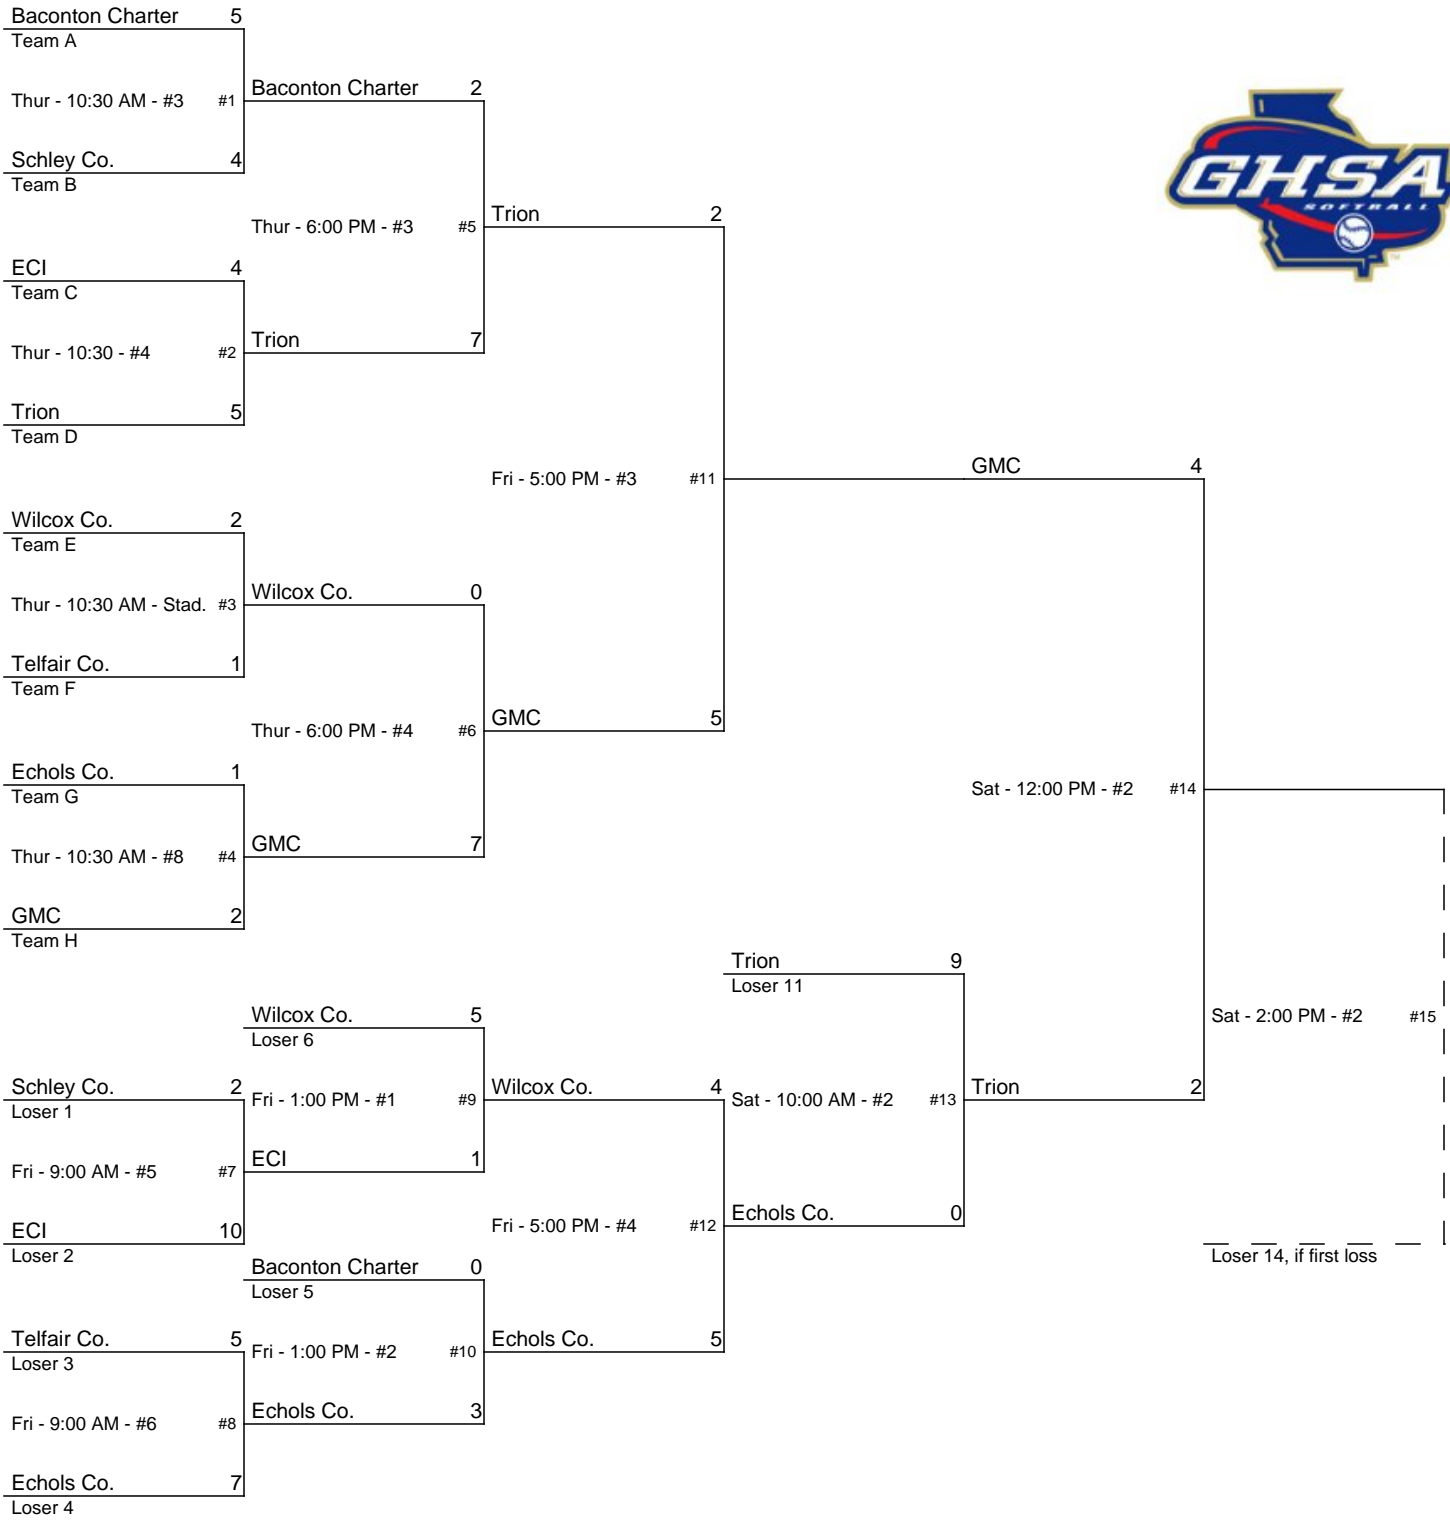 Baconton Charter 5
Team A
Thur - 10:30 AM - #3 #1
Baconton Charter 2
Schley Co. 4
Team B
Thur - 6:00 PM - #3 #5
Trion 2
ECI 4
Team C
Thur - 10:30 - #4 #2
Trion 7
Trion 5
Team D
Fri - 5:00 PM - #3 #11
GMC 4
Wilcox Co. 2
Team E
Thur - 10:30 AM - Stad. #3
Wilcox Co. 0
Telfair Co. 1
Team F
Thur - 6:00 PM - #4 #6
GMC 5
Echols Co. 1
Team G
Sat - 12:00 PM - #2 #14
Thur - 10:30 AM - #8 #4
GMC 7
GMC 2
Team H
Trion 9
Loser 11
Wilcox Co. 5
Loser 6
Sat - 2:00 PM - #2 #15
Schley Co. 2
Loser 1
Fri - 1:00 PM - #1 #9
Wilcox Co. 4
Sat - 10:00 AM - #2 #13
Trion 2
Fri - 9:00 AM - #5 #7
ECI 1
ECI 10
Loser 2
Fri - 5:00 PM - #4 #12
Echols Co. 0
Baconton Charter 0
Loser 5
Loser 14, if first loss
Telfair Co. 5
Loser 3
Fri - 1:00 PM - #2 #10
Echols Co. 5
Fri - 9:00 AM - #6 #8
Echols Co. 3
Echols Co. 7
Loser 4
GHSA
SOFTBALL
TM